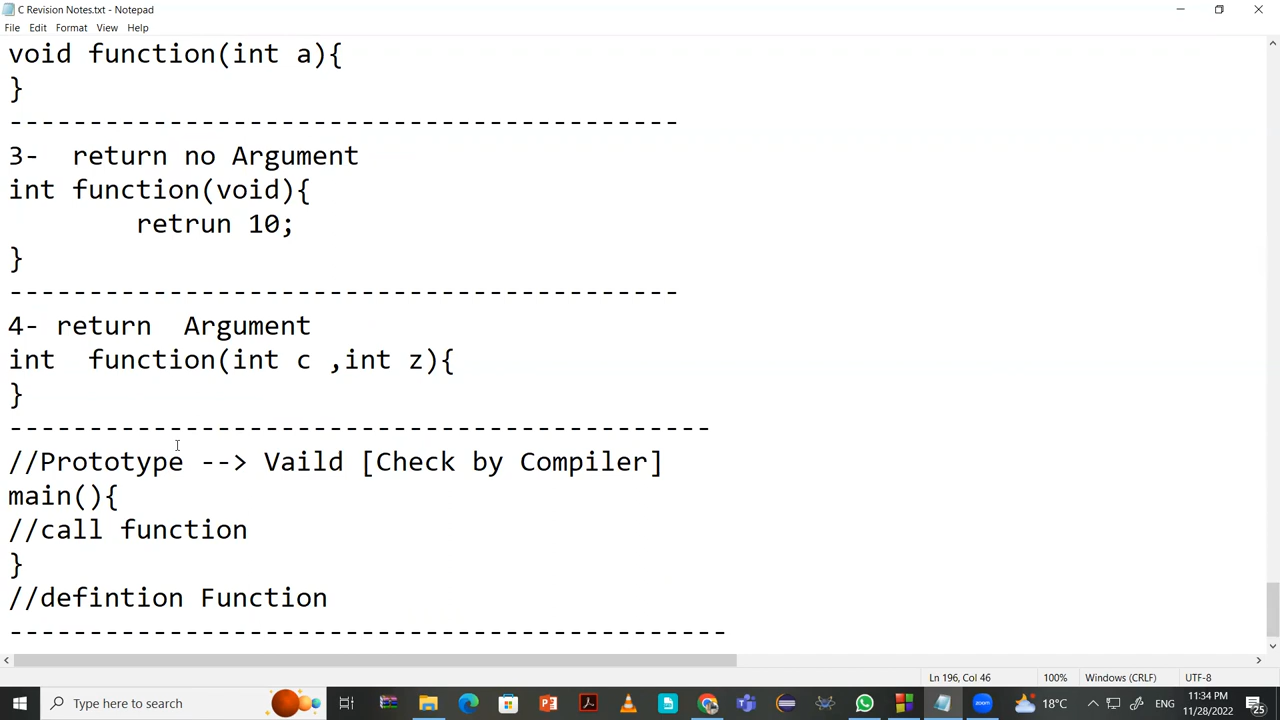 C Revision Notes.txt - Notepad
File Edit Format View Help
void function(int a){
}
------------------------------------------
3-  return no Argument
int function(void){
        retrun 10;
}
------------------------------------------
4- return  Argument
int  function(int c ,int z){
}
--------------------------------------------
//Prototype --> Vaild [Check by Compiler]
main(){
//call function
}
//defintion Function
---------------------------------------------
Ln 196, Col 46 100% Windows (CRLF) UTF-8
Type here to search 18°C ENG 11:34 PM
11/28/2022 25